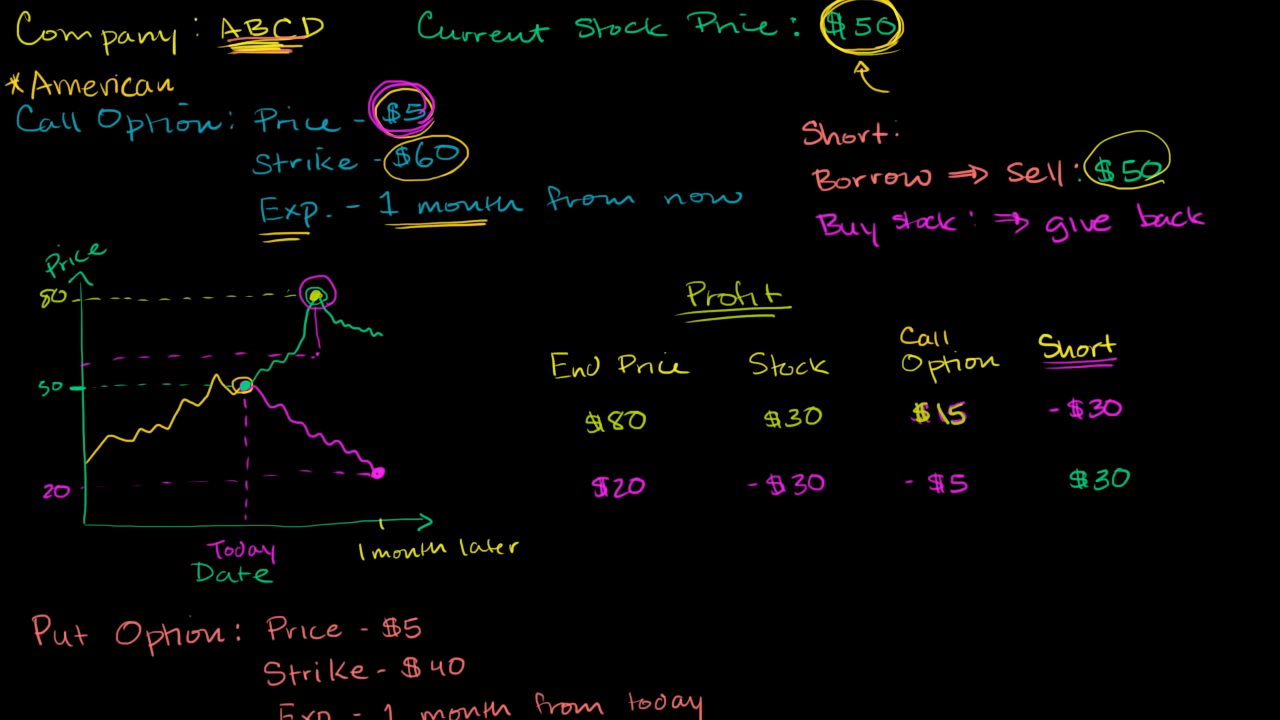 Company: ABCD
Current Stock Price: $50
*American
Call Option: Price - $5
Strike - $60
Exp. - 1 month from now
Short:
Borrow ⇒ Sell: $50
Buy stock: ⇒ give back
Price
80
50
20
Today
1 month later
Date
Profit
End Price Stock Call Option Short
$80 $30 $15 -$30
$20 -$30 -$5 $30
Put Option: Price - $5
Strike - $40
Exp - 1 month from today